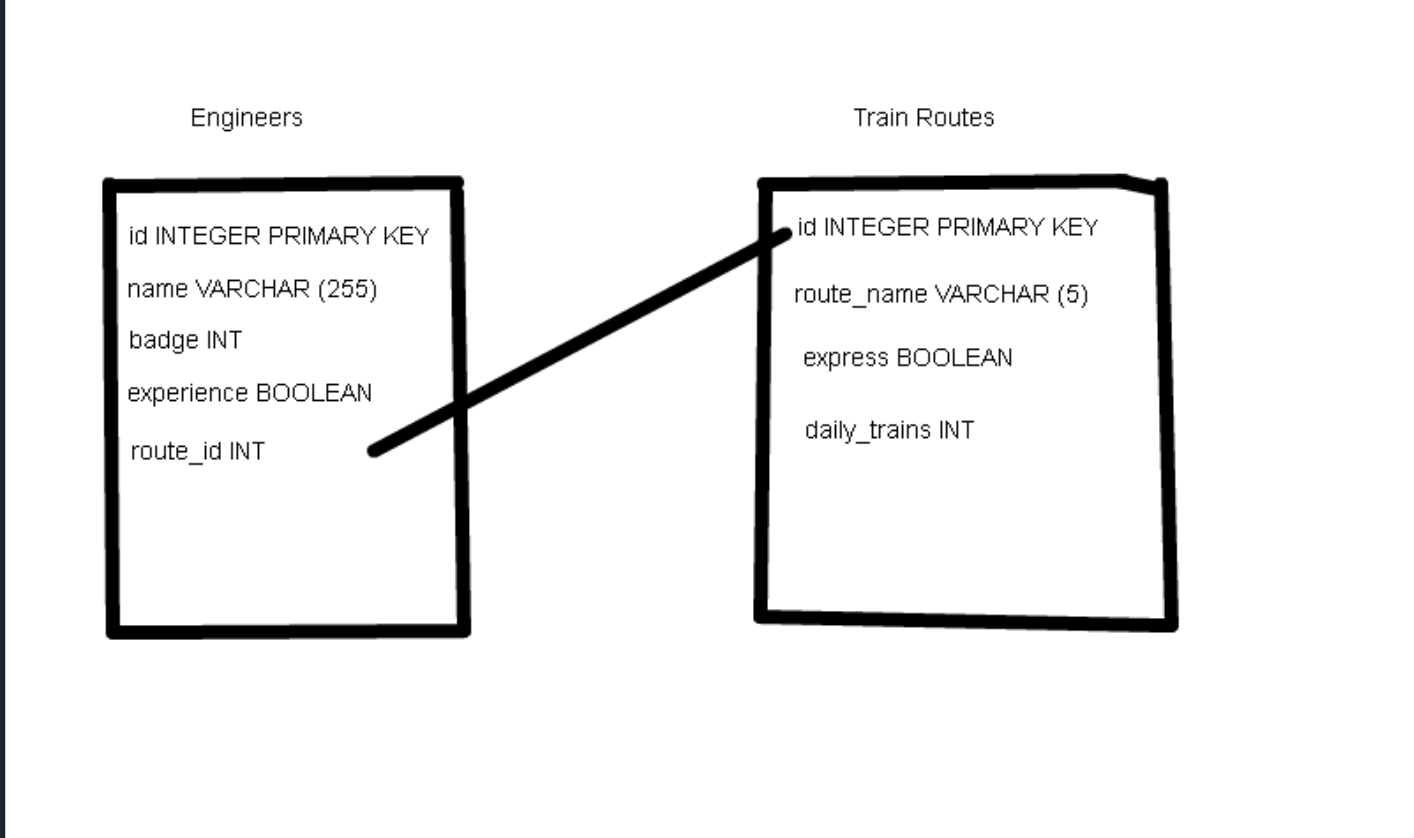 Engineers
id INTEGER PRIMARY KEY
name VARCHAR (255)
badge INT
experience BOOLEAN
route_id INT
Train Routes
id INTEGER PRIMARY KEY
route_name VARCHAR (5)
express BOOLEAN
daily_trains INT